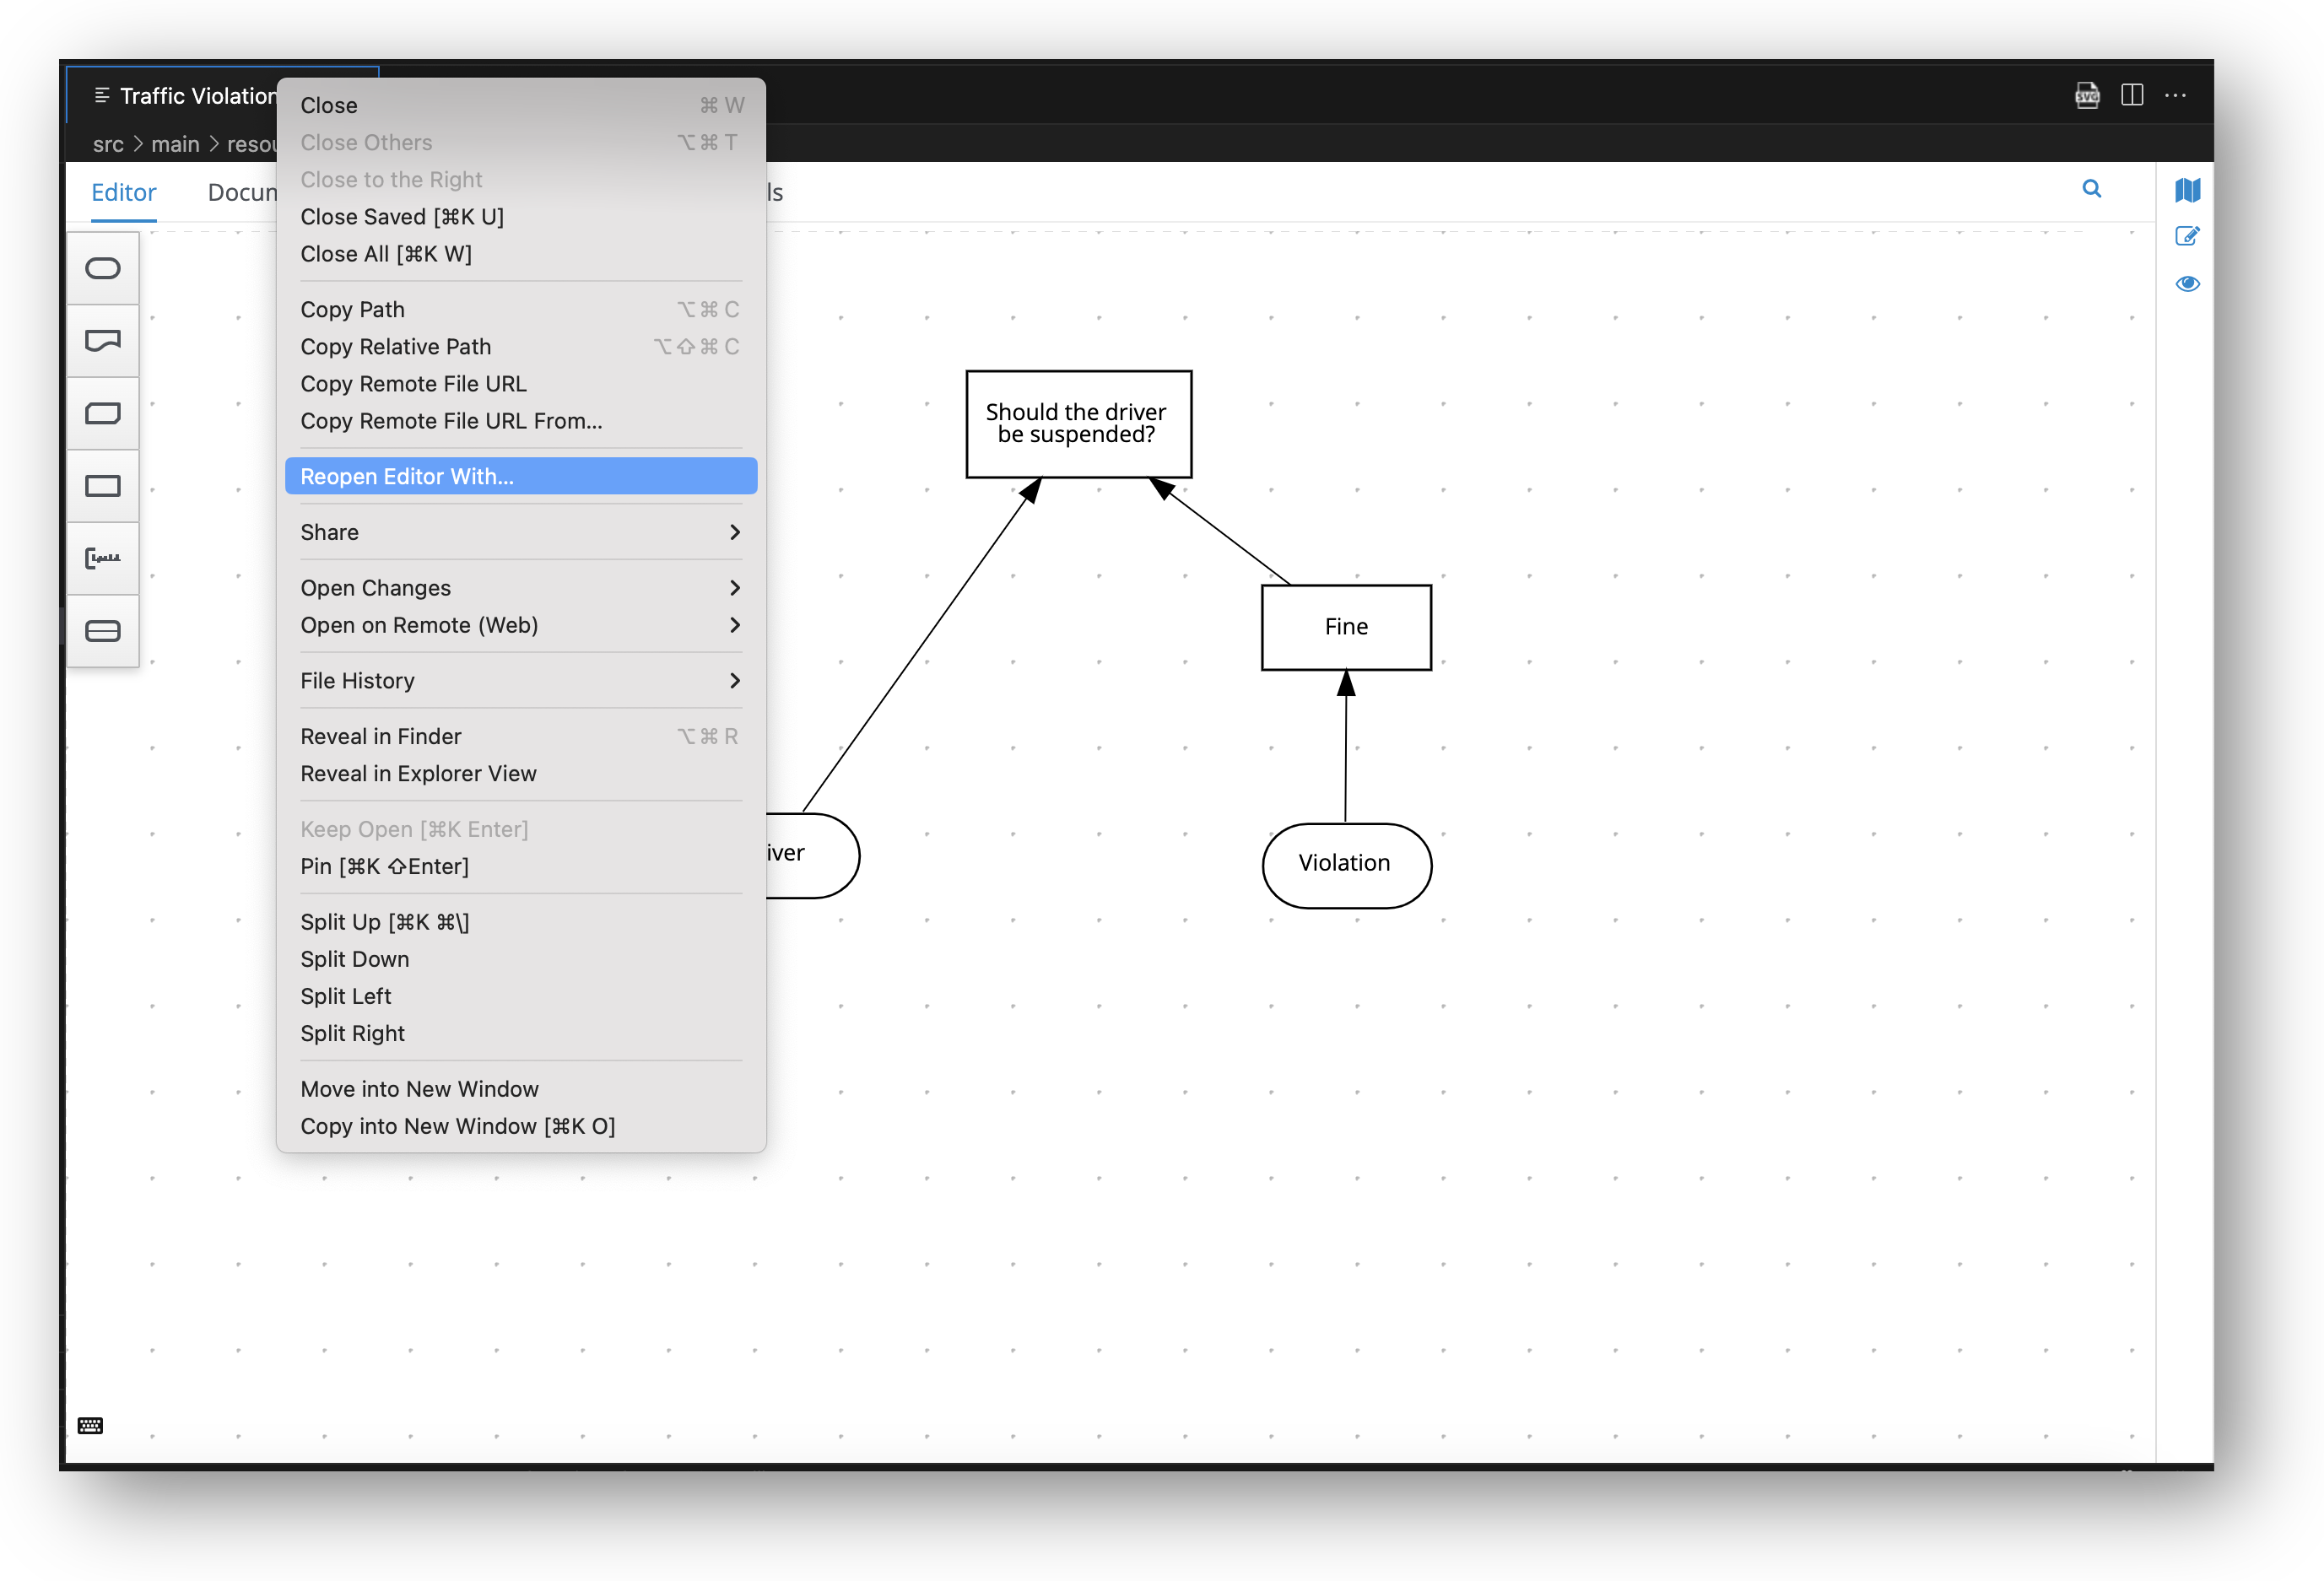 Traffic Violation
src > main >
Editor
SVG
Close ⌘ W
Close Others ⌥ ⌘ T
Close to the Right
Close Saved [⌘K U]
Close All [⌘K W]
Copy Path ⌥ ⌘ C
Copy Relative Path ⌥ ⇧ ⌘ C
Copy Remote File URL
Copy Remote File URL From...
Reopen Editor With...
Share
Open Changes
Open on Remote (Web)
File History
Reveal in Finder ⌥ ⌘ R
Reveal in Explorer View
Keep Open [⌘K Enter]
Pin [⌘K ⇧Enter]
Split Up [⌘K ⌘\]
Split Down
Split Left
Split Right
Move into New Window
Copy into New Window [⌘K O]
Should the driver
be suspended?
Fine
Violation